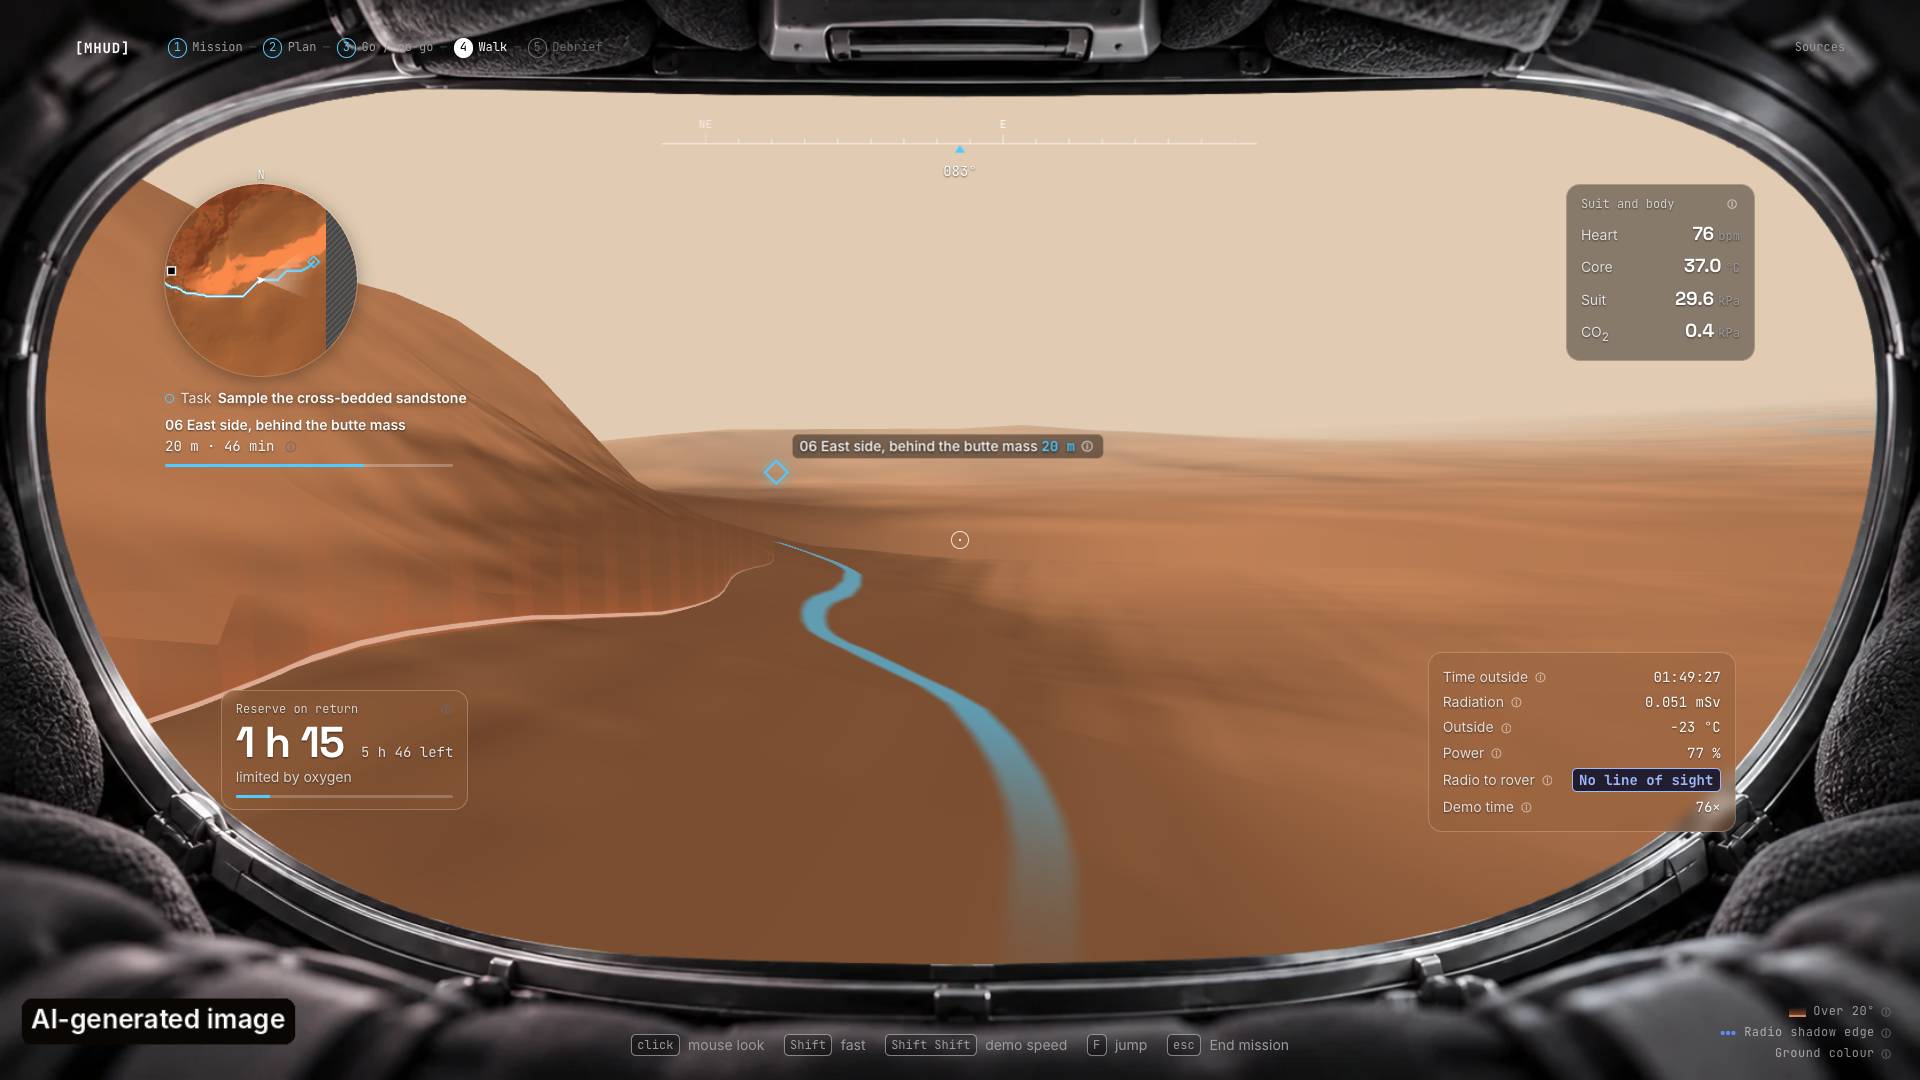 [MHUD] 1 Mission 2 Plan 3 Go / no-go 4 Walk 5 Debrief Sources
NE E
083°
N
Task Sample the cross-bedded sandstone
06 East side, behind the butte mass
20 m · 46 min
06 East side, behind the butte mass 20 m
Suit and body
Heart 76 bpm
Core 37.0 °C
Suit 29.6 kPa
CO2 0.4 kPa
Reserve on return
1 h 15 5 h 46 left
limited by oxygen
Time outside 01:49:27
Radiation 0.051 mSv
Outside -23 °C
Power 77 %
Radio to rover No line of sight
Demo time 76×
AI-generated image
click mouse look Shift fast Shift Shift demo speed F jump esc End mission
Over 20°
Radio shadow edge
Ground colour